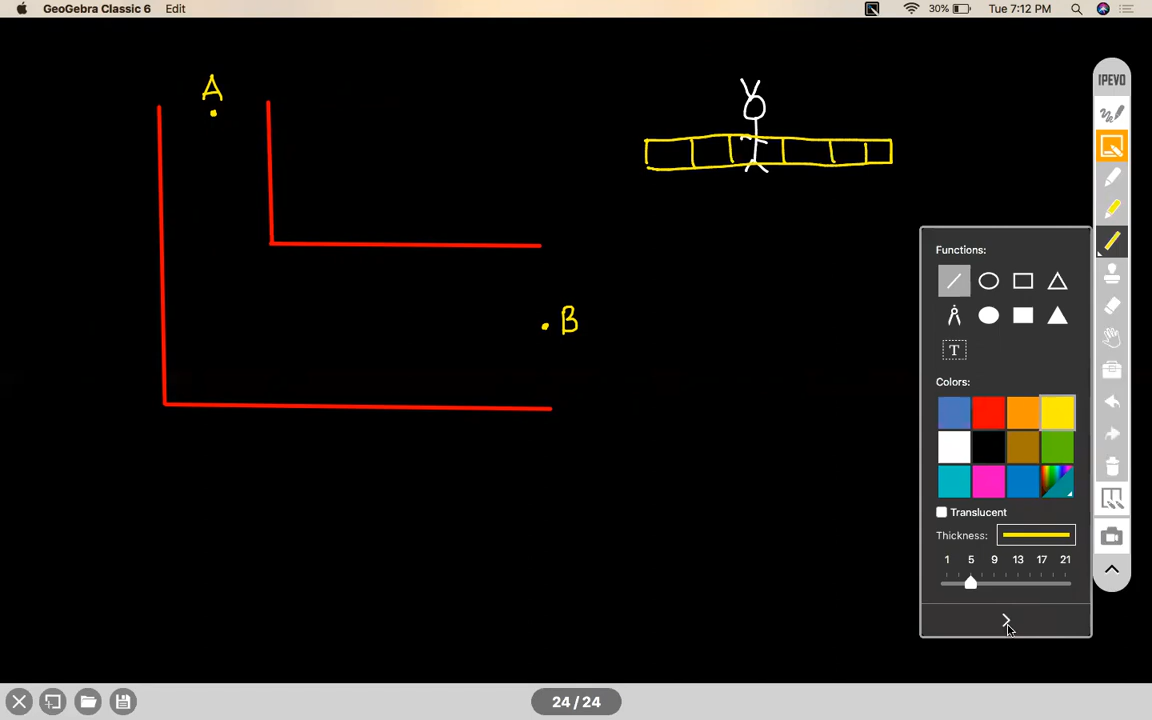 GeoGebra Classic 6 Edit 30% Tue 7:12 PM
IPEVO
A
B
Functions:
T
Colors:
Translucent
Thickness:
1 5 9 13 17 21
24 / 24